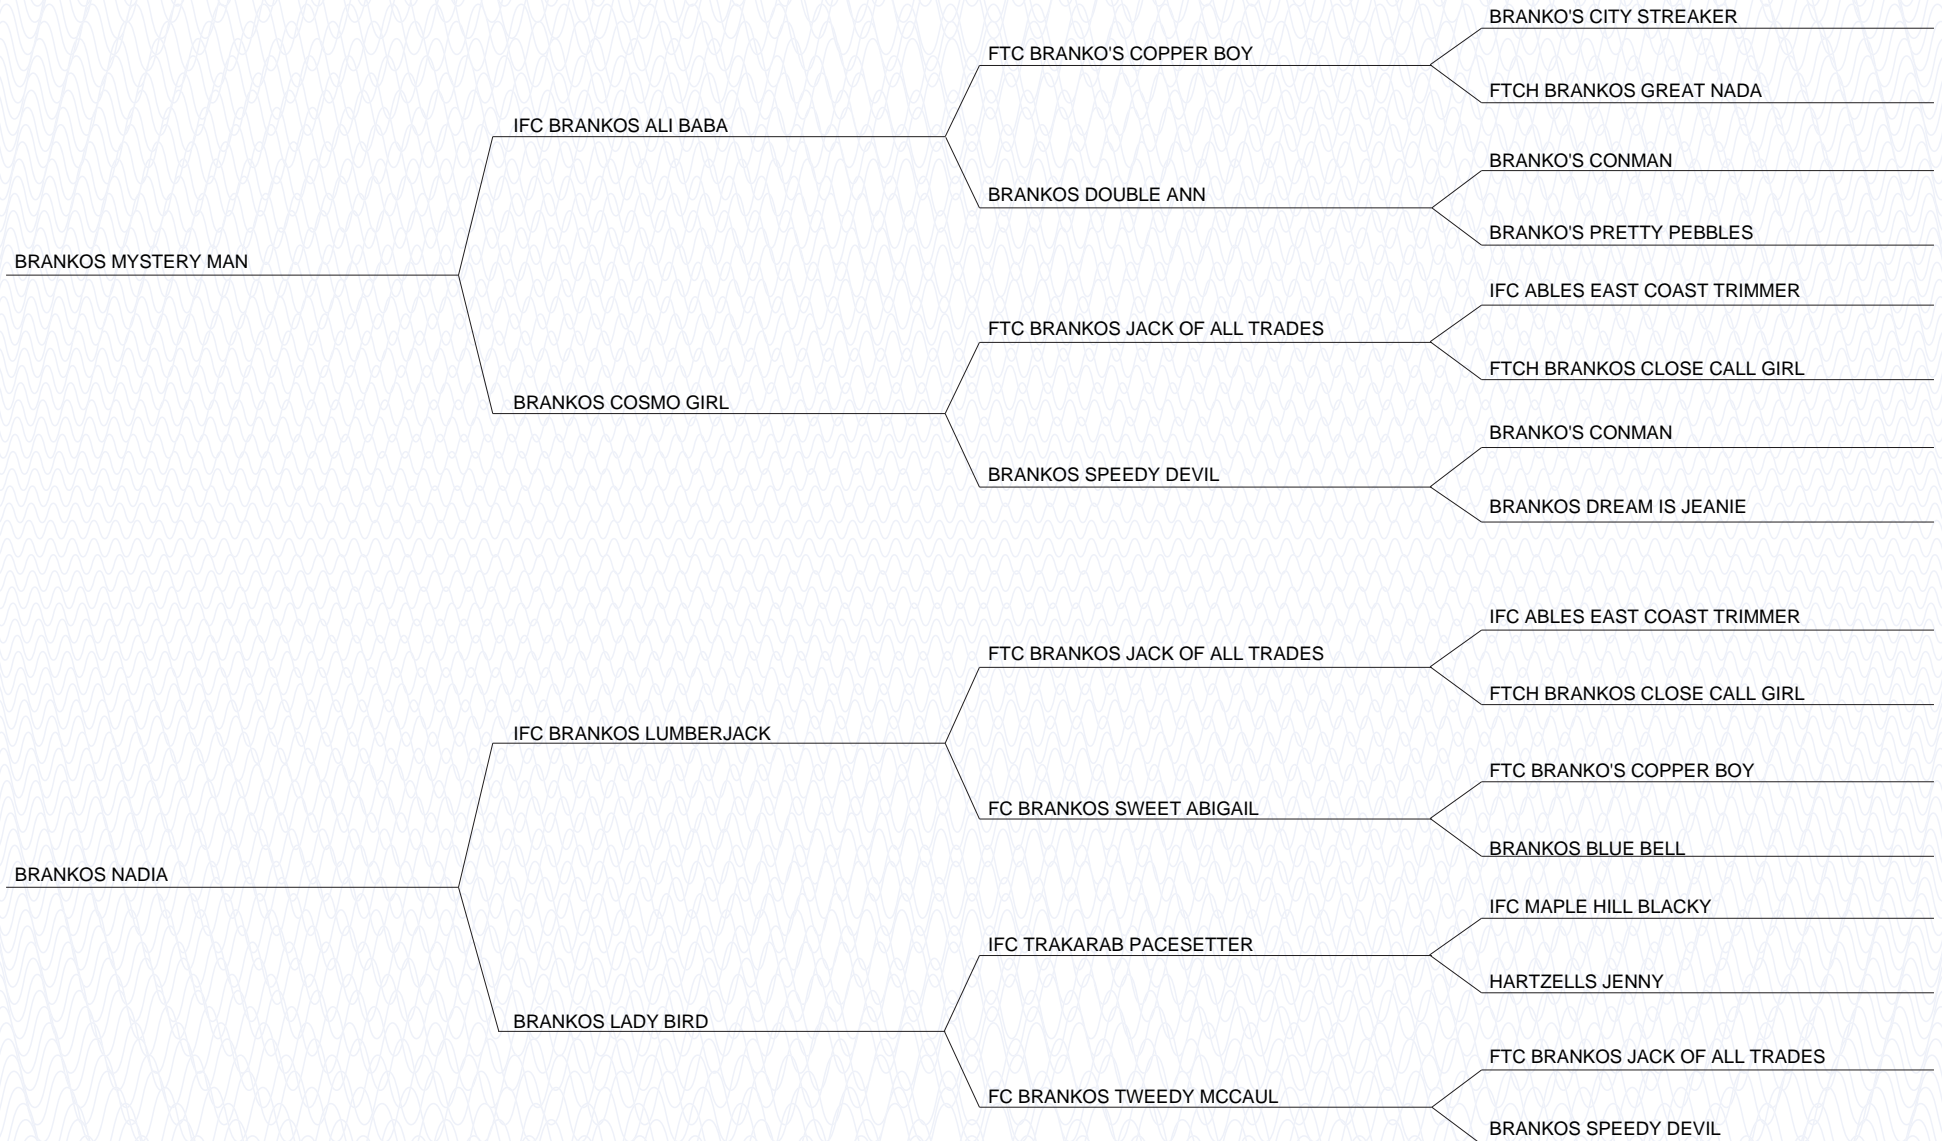 BRANKO'S CITY STREAKER
FTC BRANKO'S COPPER BOY
FTCH BRANKOS GREAT NADA
IFC BRANKOS ALI BABA
BRANKO'S CONMAN
BRANKOS DOUBLE ANN
BRANKO'S PRETTY PEBBLES
BRANKOS MYSTERY MAN
IFC ABLES EAST COAST TRIMMER
FTC BRANKOS JACK OF ALL TRADES
FTCH BRANKOS CLOSE CALL GIRL
BRANKOS COSMO GIRL
BRANKO'S CONMAN
BRANKOS SPEEDY DEVIL
BRANKOS DREAM IS JEANIE
IFC ABLES EAST COAST TRIMMER
FTC BRANKOS JACK OF ALL TRADES
FTCH BRANKOS CLOSE CALL GIRL
IFC BRANKOS LUMBERJACK
FTC BRANKO'S COPPER BOY
FC BRANKOS SWEET ABIGAIL
BRANKOS BLUE BELL
BRANKOS NADIA
IFC MAPLE HILL BLACKY
IFC TRAKARAB PACESETTER
HARTZELLS JENNY
BRANKOS LADY BIRD
FTC BRANKOS JACK OF ALL TRADES
FC BRANKOS TWEEDY MCCAUL
BRANKOS SPEEDY DEVIL